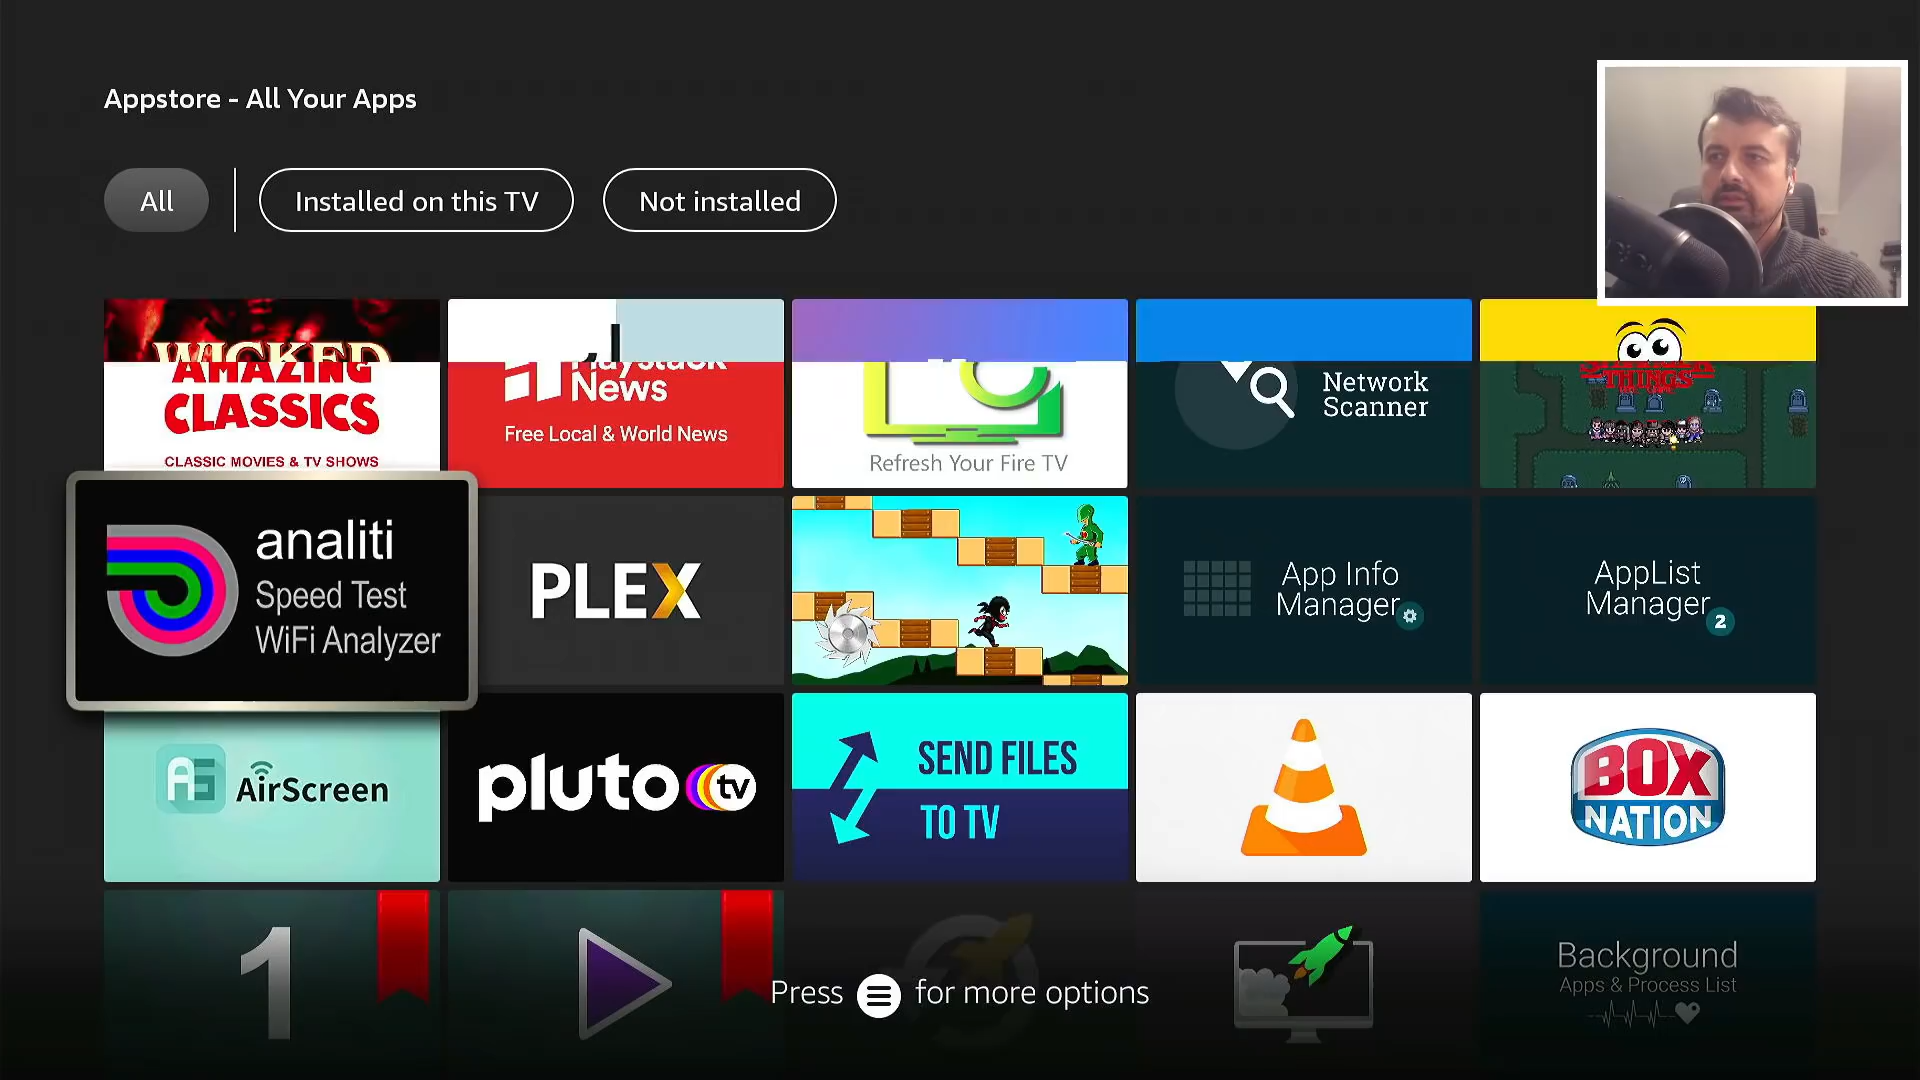 Appstore - All Your Apps
All
Installed on this TV
Not installed
WICKED
AMAZING
CLASSICS
CLASSIC MOVIES & TV SHOWS
News
Free Local & World News
Refresh Your Fire TV
Network
Scanner
THINGS
analiti
Speed Test
WiFi Analyzer
PLEX
App Info
Manager
AppList
Manager
2
AS
AirScreen
pluto tv
SEND FILES
TO TV
BOX
NATION
1
Background
Apps & Process List
Press for more options